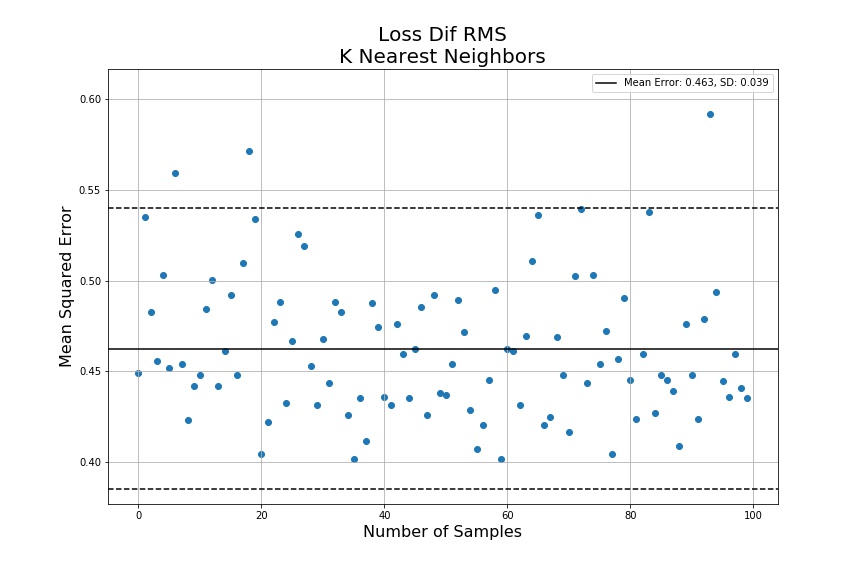 Loss Dif RMS
K Nearest Neighbors
Mean Error: 0.463, SD: 0.039
0.60
0.55
0.50
0.45
0.40
Mean Squared Error
0 20 40 60 80 100
Number of Samples